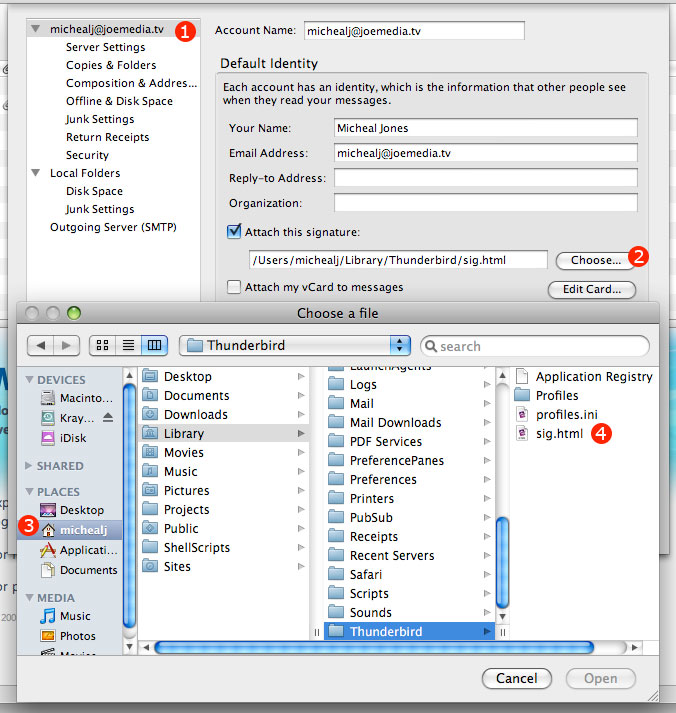 michealj@joemedia.tv 1
Server Settings
Copies & Folders
Composition & Addres...
Offline & Disk Space
Junk Settings
Return Receipts
Security
Local Folders
Disk Space
Junk Settings
Outgoing Server (SMTP)
Account Name: michealj@joemedia.tv
Default Identity
Each account has an identity, which is the information that other people see
when they read your messages.
Your Name: Micheal Jones
Email Address: michealj@joemedia.tv
Reply-to Address:
Organization:
Attach this signature:
/Users/michealj/Library/Thunderbird/sig.html Choose... 2
Attach my vCard to messages Edit Card...
Choose a file
Thunderbird search
DEVICES
Macinto...
Kray...
iDisk
SHARED
PLACES
Desktop
3 michealj
Applicati...
Documents
MEDIA
Music
Photos
Movies
Desktop
Documents
Downloads
Library
Movies
Music
Pictures
Projects
Public
ShellScripts
Sites
LaunchAgents
Logs
Mail
Mail Downloads
PDF Services
PreferencePanes
Preferences
Printers
PubSub
Receipts
Recent Servers
Safari
Scripts
Sounds
Thunderbird
Application Registry
Profiles
profiles.ini
sig.html 4
Cancel Open